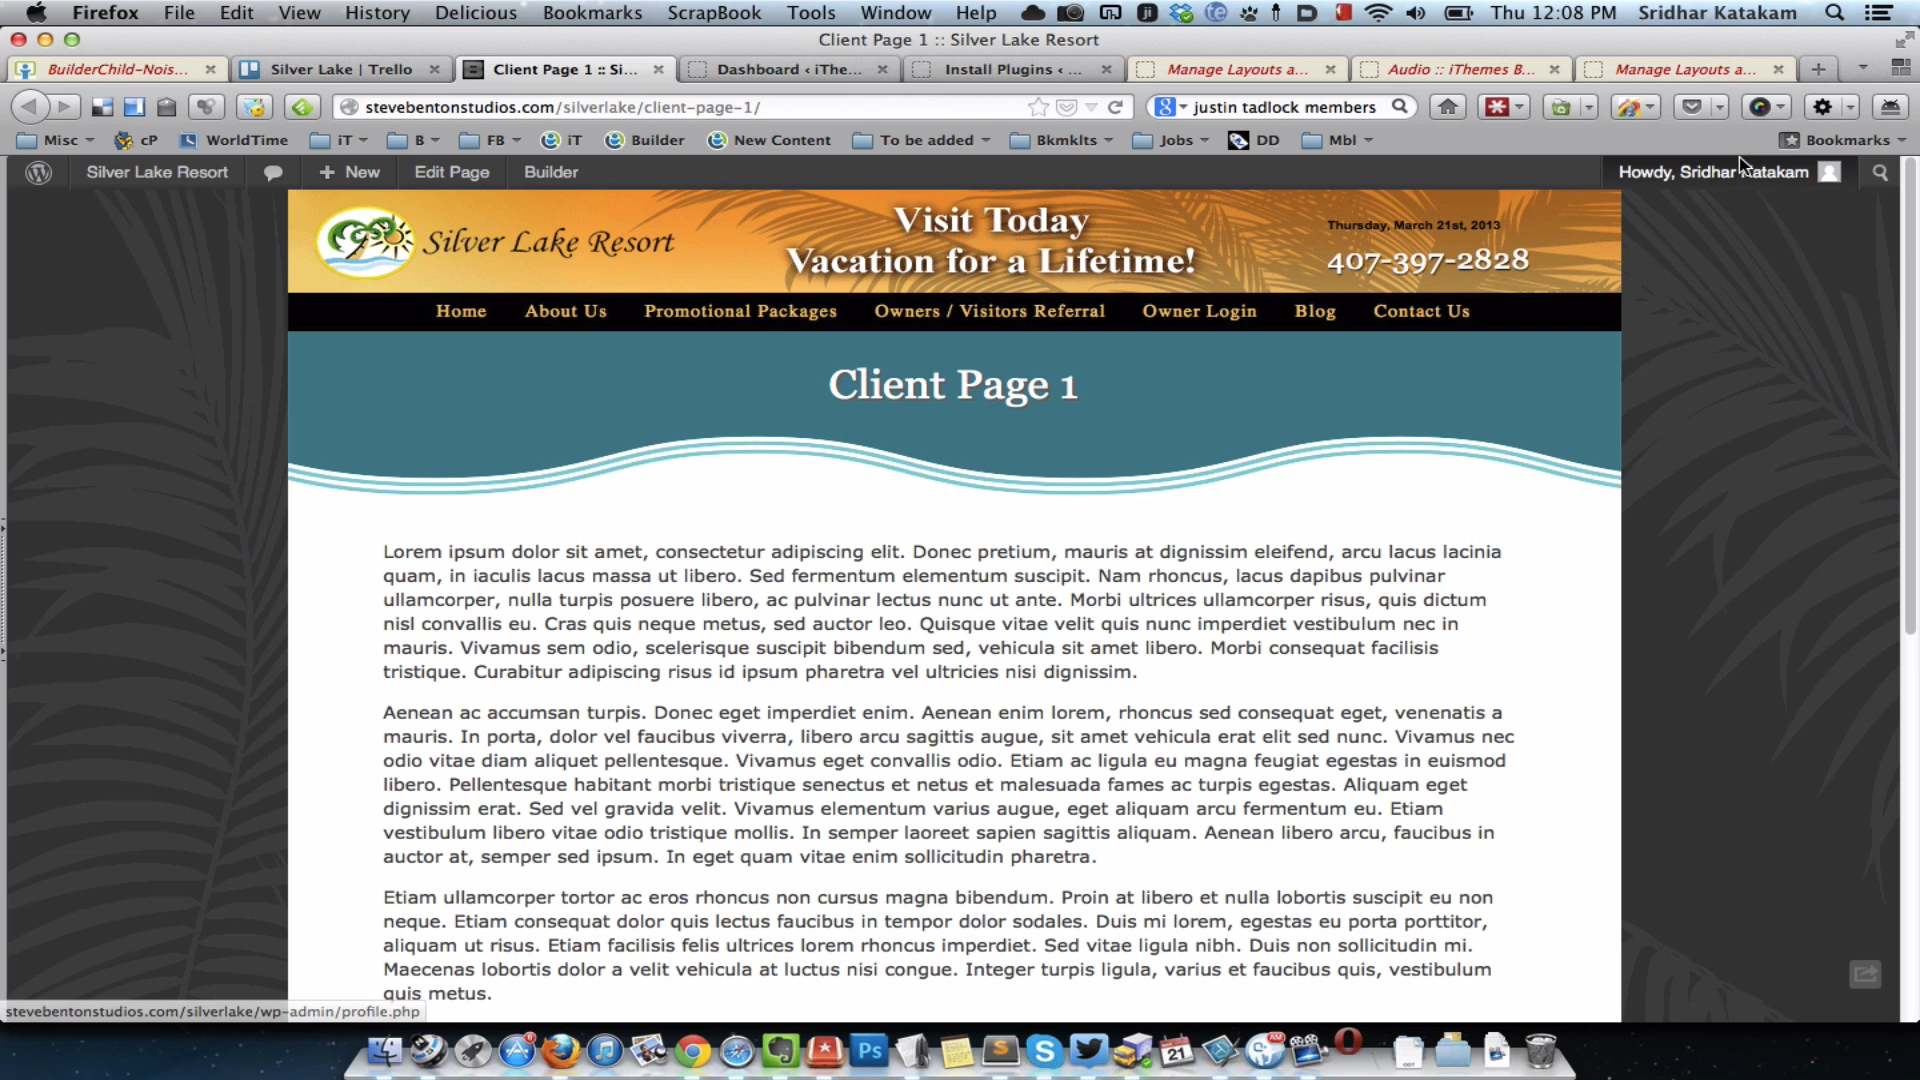 Firefox File Edit View History Delicious Bookmarks ScrapBook Tools Window Help Thu 12:08 PM Sridhar Katakam
Client Page 1 :: Silver Lake Resort
BuilderChild-Nois... Silver Lake | Trello Client Page 1 :: Si... Dashboard ‹ iThe... Install Plugins ‹ ... Manage Layouts a... Audio :: iThemes B... Manage Layouts a...
stevebentonstudios.com/silverlake/client-page-1/ justin tadlock members
Misc cP WorldTime iT B FB iT Builder New Content To be added Bkmklts Jobs DD Mbl Bookmarks
Silver Lake Resort + New Edit Page Builder Howdy, Sridhar Katakam
Silver Lake Resort
Visit Today
Vacation for a Lifetime!
Thursday, March 21st, 2013
407-397-2828
Home About Us Promotional Packages Owners / Visitors Referral Owner Login Blog Contact Us
Client Page 1
Lorem ipsum dolor sit amet, consectetur adipiscing elit. Donec pretium, mauris at dignissim eleifend, arcu lacus lacinia
quam, in iaculis lacus massa ut libero. Sed fermentum elementum suscipit. Nam rhoncus, lacus dapibus pulvinar
ullamcorper, nulla turpis posuere libero, ac pulvinar lectus nunc ut ante. Morbi ultrices ullamcorper risus, quis dictum
nisl convallis eu. Cras quis neque metus, sed auctor leo. Quisque vitae velit quis nunc imperdiet vestibulum nec in
mauris. Vivamus sem odio, scelerisque suscipit bibendum sed, vehicula sit amet libero. Morbi consequat facilisis
tristique. Curabitur adipiscing risus id ipsum pharetra vel ultricies nisi dignissim.
Aenean ac accumsan turpis. Donec eget imperdiet enim. Aenean enim lorem, rhoncus sed consequat eget, venenatis a
mauris. In porta, dolor vel faucibus viverra, libero arcu sagittis augue, sit amet vehicula erat elit sed nunc. Vivamus nec
odio vitae diam aliquet pellentesque. Vivamus eget convallis odio. Etiam ac ligula eu magna feugiat egestas in euismod
libero. Pellentesque habitant morbi tristique senectus et netus et malesuada fames ac turpis egestas. Aliquam eget
dignissim erat. Sed vel gravida velit. Vivamus elementum varius augue, eget aliquam arcu fermentum eu. Etiam
vestibulum libero vitae odio tristique mollis. In semper laoreet sapien sagittis aliquam. Aenean libero arcu, faucibus in
auctor at, semper sed ipsum. In eget quam vitae enim sollicitudin pharetra.
Etiam ullamcorper tortor ac eros rhoncus non cursus magna bibendum. Proin at libero et nulla lobortis suscipit eu non
neque. Etiam consequat dolor quis lectus faucibus in tempor dolor sodales. Duis mi lorem, egestas eu porta porttitor,
aliquam ut risus. Etiam facilisis felis ultrices lorem rhoncus imperdiet. Sed vitae ligula nibh. Duis non sollicitudin mi.
Maecenas lobortis dolor a velit vehicula at luctus nisi congue. Integer turpis ligula, varius et faucibus quis, vestibulum
quis metus.
stevebentonstudios.com/silverlake/wp-admin/profile.php
Ps
21